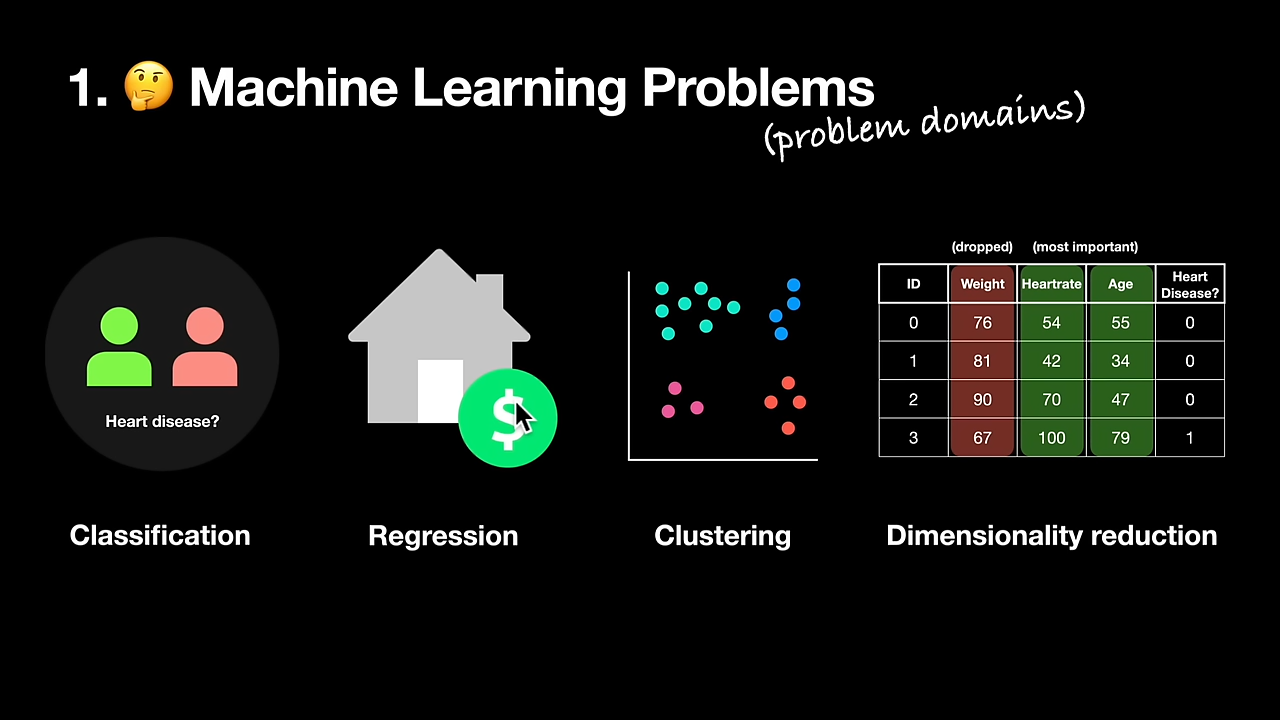 1. 🤔 Machine Learning Problems
(problem domains)
Heart disease?
$
(dropped) (most important)
ID Weight Heartrate Age Heart Disease?
0 76 54 55 0
1 81 42 34 0
2 90 70 47 0
3 67 100 79 1
Classification Regression Clustering Dimensionality reduction